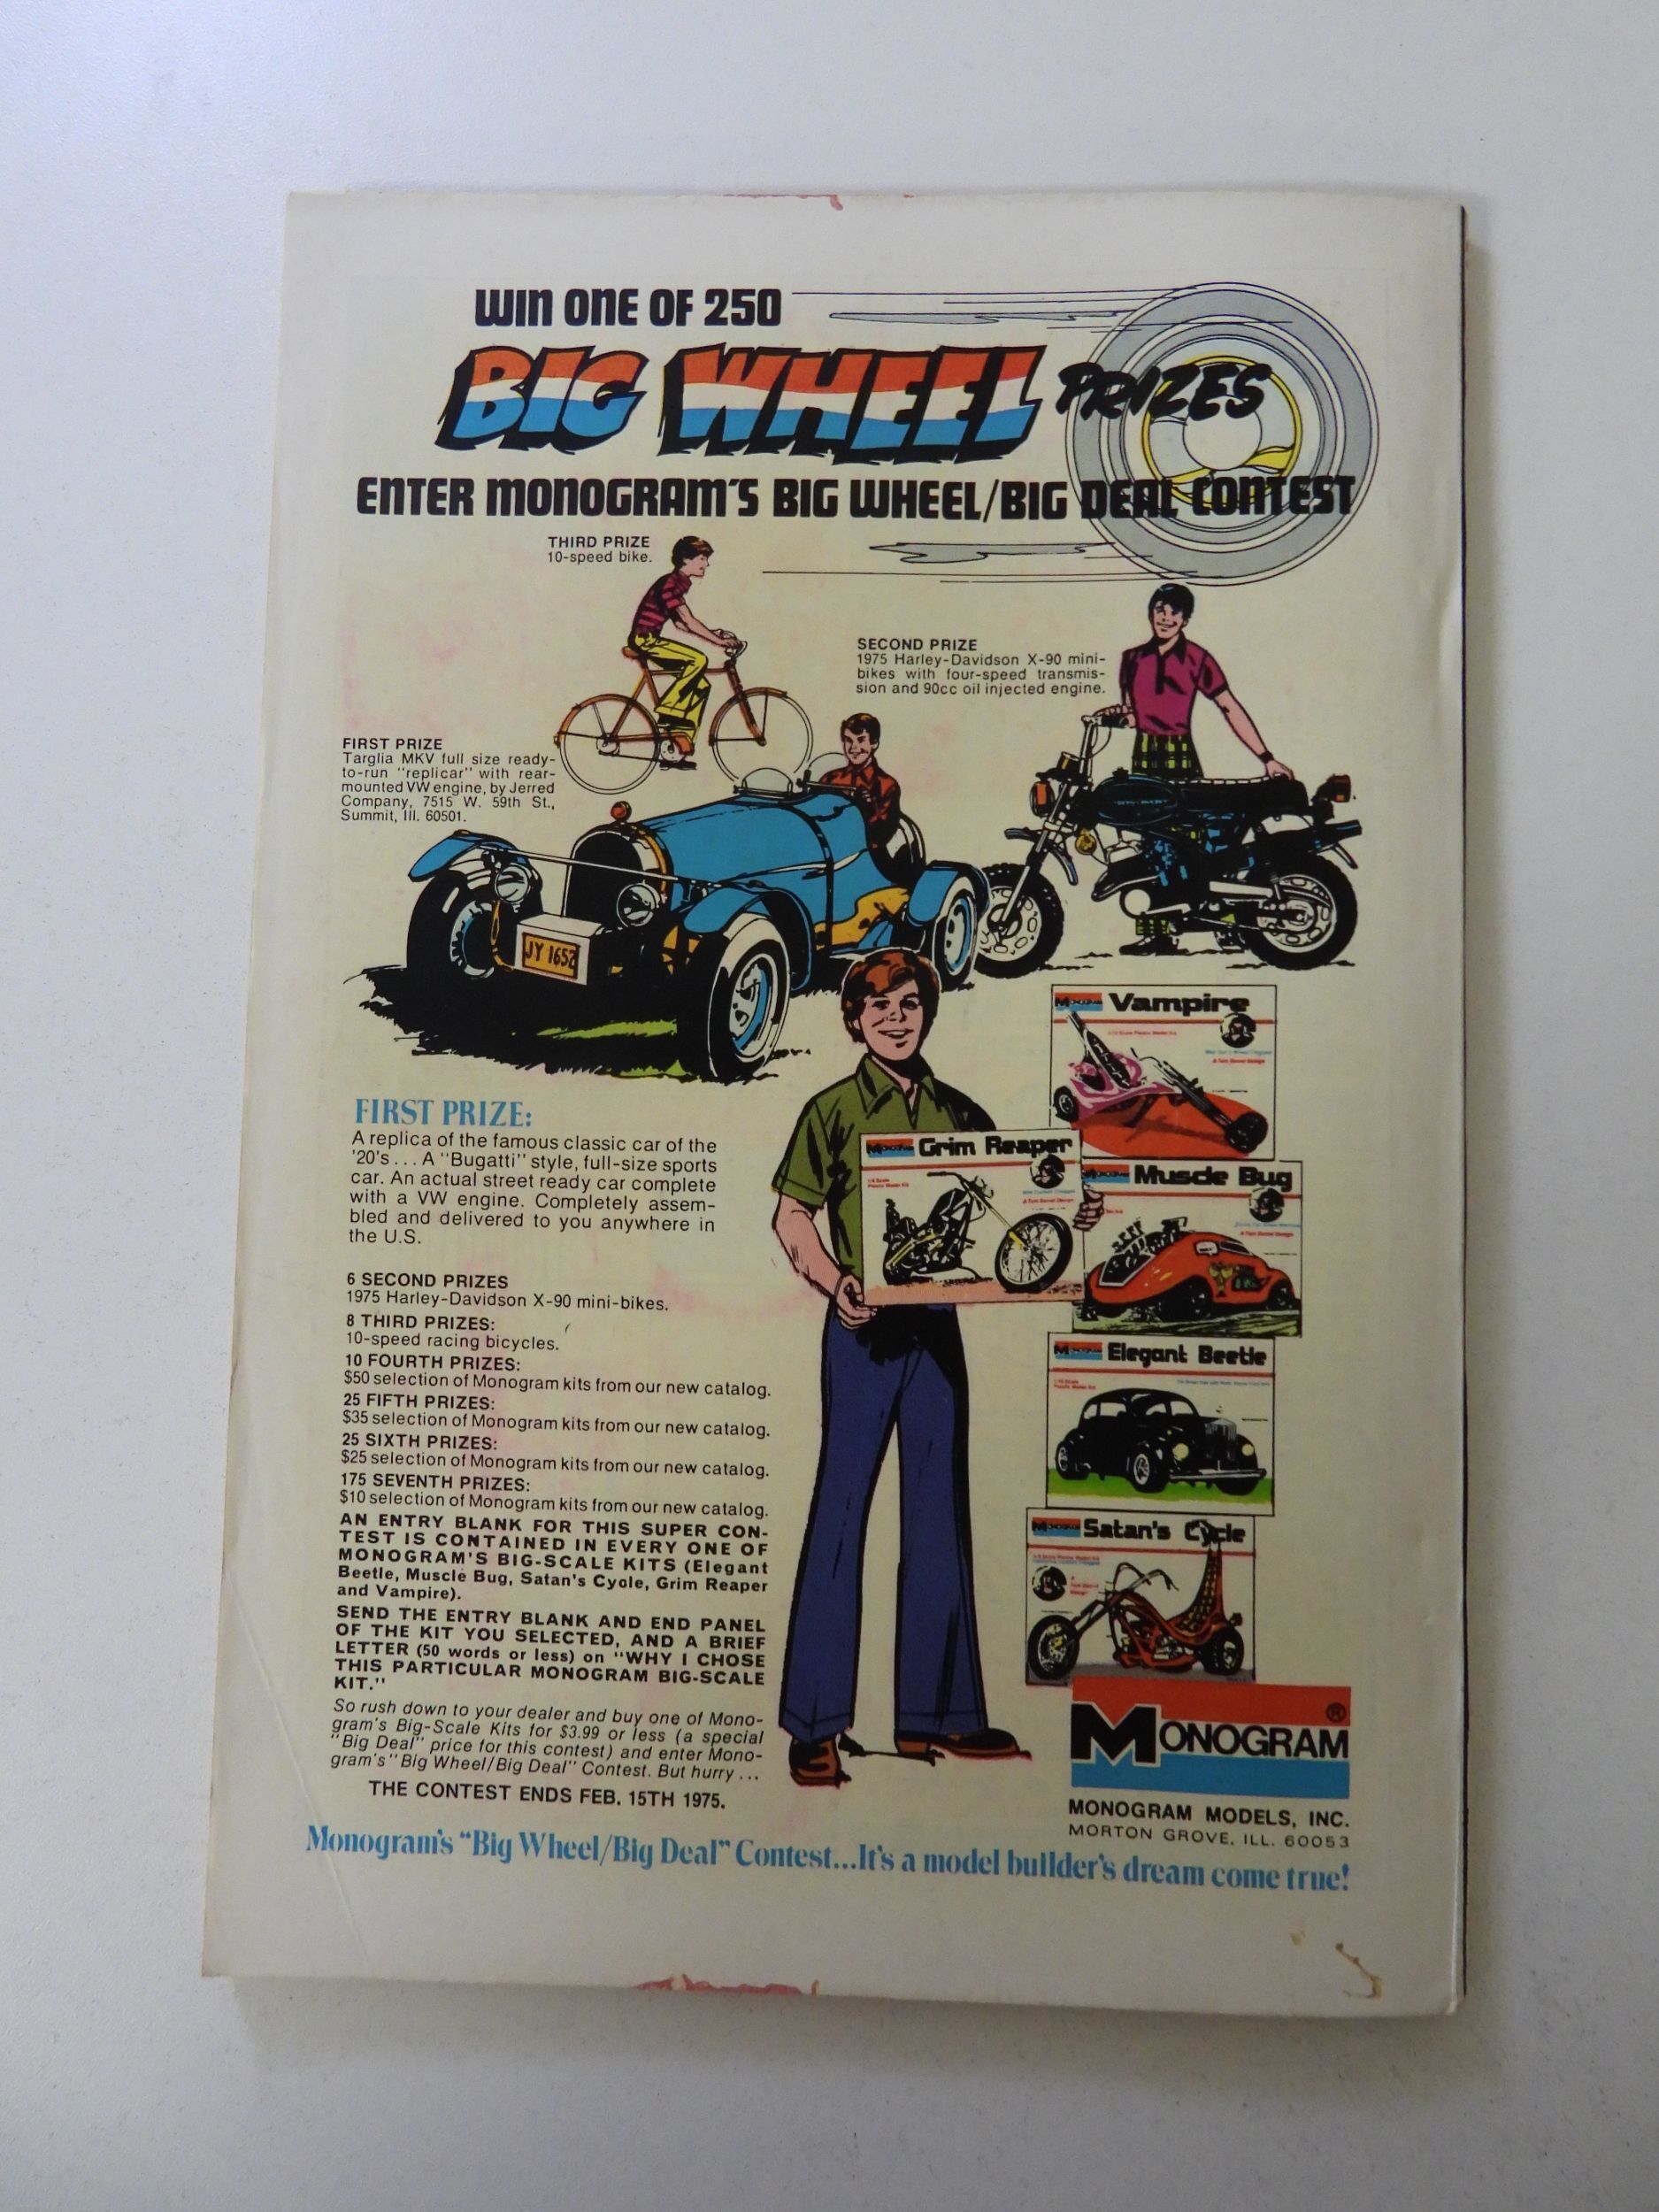 WIN ONE OF 250
BIG WHEEL PRIZES
ENTER MONOGRAM'S BIG WHEEL/BIG DEAL CONTEST
THIRD PRIZE
10-speed bike.
SECOND PRIZE
1975 Harley-Davidson X-90 mini-
bikes with four-speed transmis-
sion and 90cc oil injected engine.
FIRST PRIZE
Targlia MKV full size ready-
to-run "replicar" with rear-
mounted VW engine, by Jerred
Company, 7515 W. 59th St.,
Summit, Ill. 60501.
JY 1652
FIRST PRIZE:
A replica of the famous classic car of the
'20's... A "Bugatti" style, full-size sports
car. An actual street ready car complete
with a VW engine. Completely assem-
bled and delivered to you anywhere in
the U.S.
6 SECOND PRIZES
1975 Harley-Davidson X-90 mini-bikes.
8 THIRD PRIZES:
10-speed racing bicycles.
10 FOURTH PRIZES:
$50 selection of Monogram kits from our new catalog.
25 FIFTH PRIZES:
$35 selection of Monogram kits from our new catalog.
25 SIXTH PRIZES:
$25 selection of Monogram kits from our new catalog.
175 SEVENTH PRIZES:
$10 selection of Monogram kits from our new catalog.
AN ENTRY BLANK FOR THIS SUPER CON-
TEST IS CONTAINED IN EVERY ONE OF
MONOGRAM'S BIG-SCALE KITS (Elegant
Beetle, Muscle Bug, Satan's Cycle, Grim Reaper
and Vampire).
SEND THE ENTRY BLANK AND END PANEL
OF THE KIT YOU SELECTED, AND A BRIEF
LETTER (50 words or less) on "WHY I CHOSE
THIS PARTICULAR MONOGRAM BIG-SCALE
KIT."
So rush down to your dealer and buy one of Mono-
gram's Big-Scale Kits for $3.99 or less (a special
"Big Deal" price for this contest) and enter Mono-
gram's "Big Wheel/Big Deal" Contest. But hurry...
THE CONTEST ENDS FEB. 15TH 1975.
MONOGRAM Vampire
A Tom Daniel Design
MONOGRAM Grim Reaper
A Tom Daniel Design
MONOGRAM Muscle Bug
A Tom Daniel Design
MONOGRAM Elegant Beetle
MONOGRAM Satan's Cycle
MONOGRAM ®
MONOGRAM MODELS, INC.
MORTON GROVE, ILL. 60053
Monogram's "Big Wheel/Big Deal" Contest...It's a model builder's dream come true!